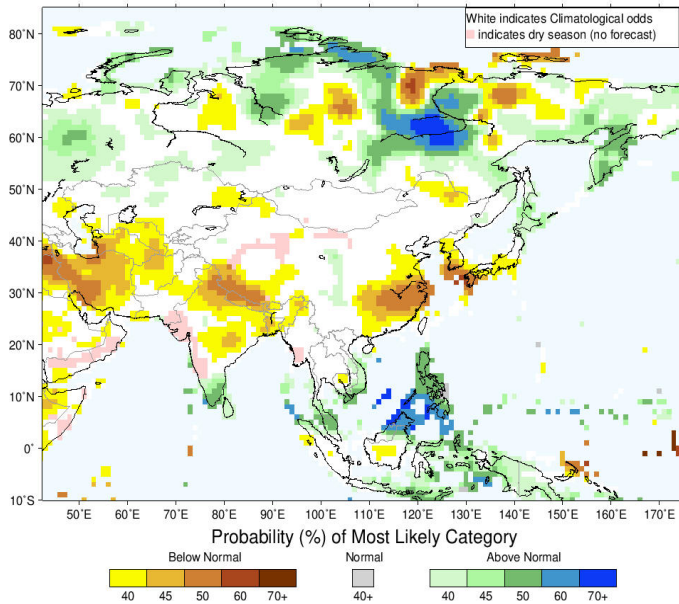 White indicates Climatological odds
indicates dry season (no forecast)
80°N
70°N
60°N
50°N
40°N
30°N
20°N
10°N
0°
10°S
50°E 60°E 70°E 80°E 90°E 100°E 110°E 120°E 130°E 140°E 150°E 160°E 170°E
Probability (%) of Most Likely Category
Below Normal Normal Above Normal
40 45 50 60 70+ 40+ 40 45 50 60 70+